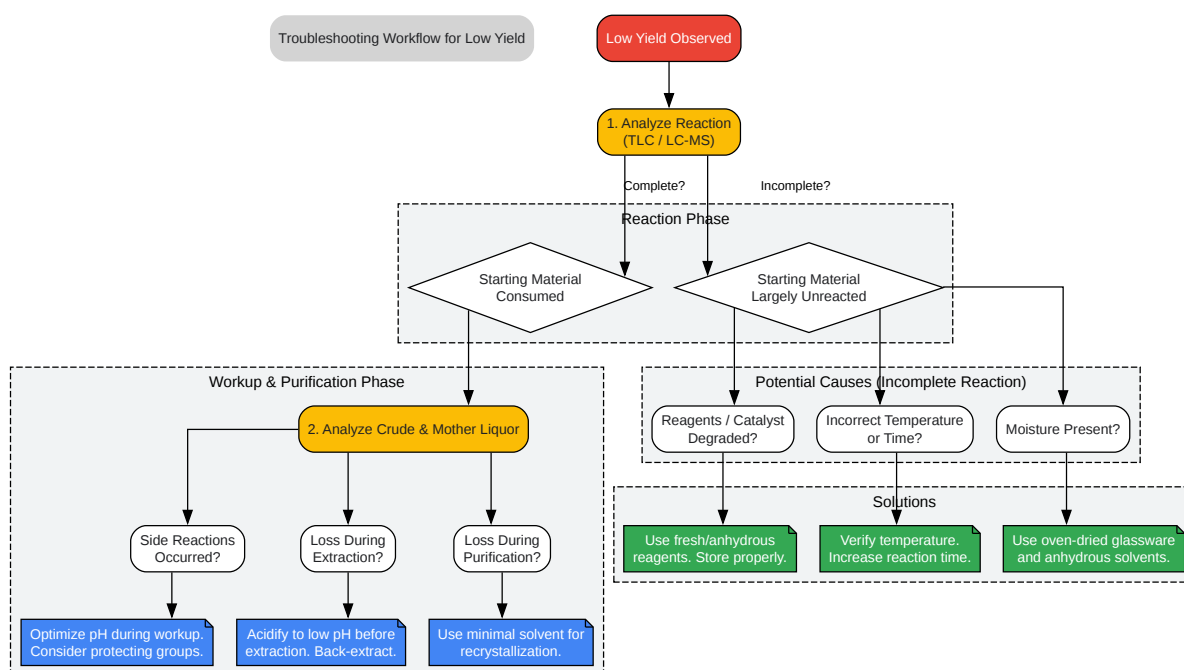 Troubleshooting Workflow for Low Yield
Low Yield Observed
1. Analyze Reaction
(TLC / LC-MS)
Complete?
Incomplete?
Reaction Phase
Starting Material
Consumed
Starting Material
Largely Unreacted
Workup & Purification Phase
2. Analyze Crude & Mother Liquor
Side Reactions
Occurred?
Loss During
Extraction?
Loss During
Purification?
Optimize pH during workup.
Consider protecting groups.
Acidify to low pH before
extraction. Back-extract.
Use minimal solvent for
recrystallization.
Potential Causes (Incomplete Reaction)
Reagents / Catalyst
Degraded?
Incorrect Temperature
or Time?
Moisture Present?
Solutions
Use fresh/anhydrous
reagents. Store properly.
Verify temperature.
Increase reaction time.
Use oven-dried glassware
and anhydrous solvents.